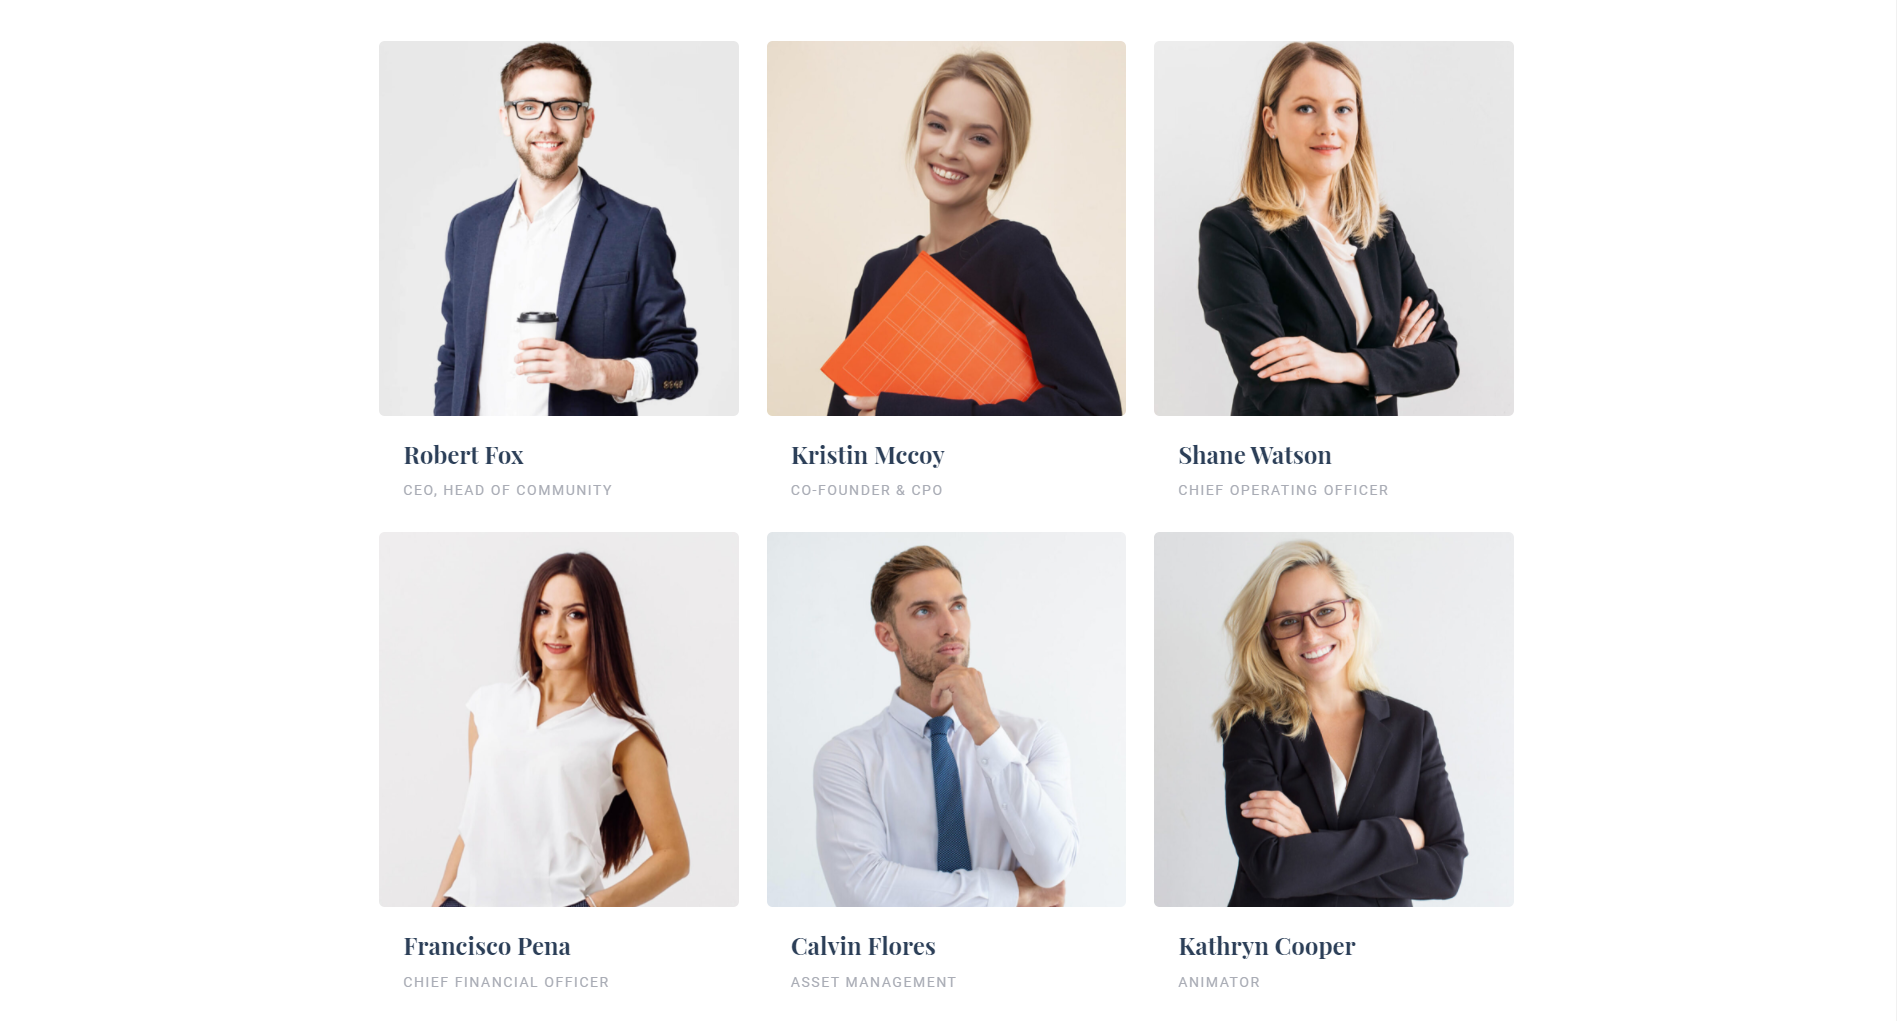 Robert Fox
CEO, HEAD OF COMMUNITY
Kristin Mccoy
CO-FOUNDER & CPO
Shane Watson
CHIEF OPERATING OFFICER
Francisco Pena
CHIEF FINANCIAL OFFICER
Calvin Flores
ASSET MANAGEMENT
Kathryn Cooper
ANIMATOR